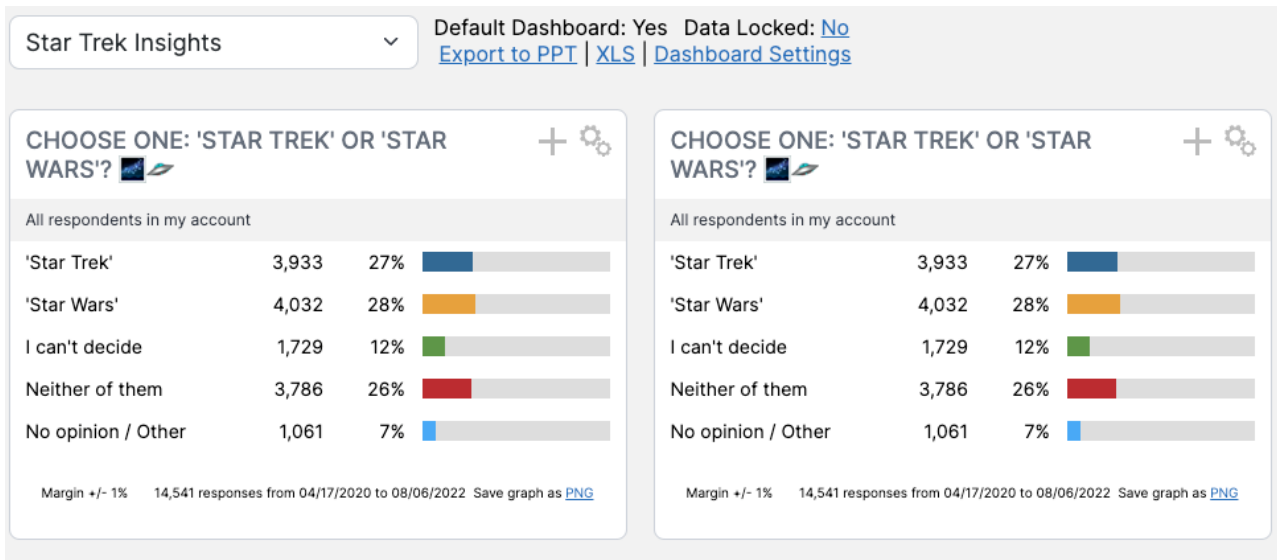 Star Trek Insights
Default Dashboard: Yes Data Locked: No
Export to PPT | XLS | Dashboard Settings
CHOOSE ONE: 'STAR TREK' OR 'STAR
WARS'? 🌌🛸
All respondents in my account
'Star Trek' 3,933 27%
'Star Wars' 4,032 28%
I can't decide 1,729 12%
Neither of them 3,786 26%
No opinion / Other 1,061 7%
Margin +/- 1% 14,541 responses from 04/17/2020 to 08/06/2022 Save graph as PNG
CHOOSE ONE: 'STAR TREK' OR 'STAR
WARS'? 🌌🛸
All respondents in my account
'Star Trek' 3,933 27%
'Star Wars' 4,032 28%
I can't decide 1,729 12%
Neither of them 3,786 26%
No opinion / Other 1,061 7%
Margin +/- 1% 14,541 responses from 04/17/2020 to 08/06/2022 Save graph as PNG